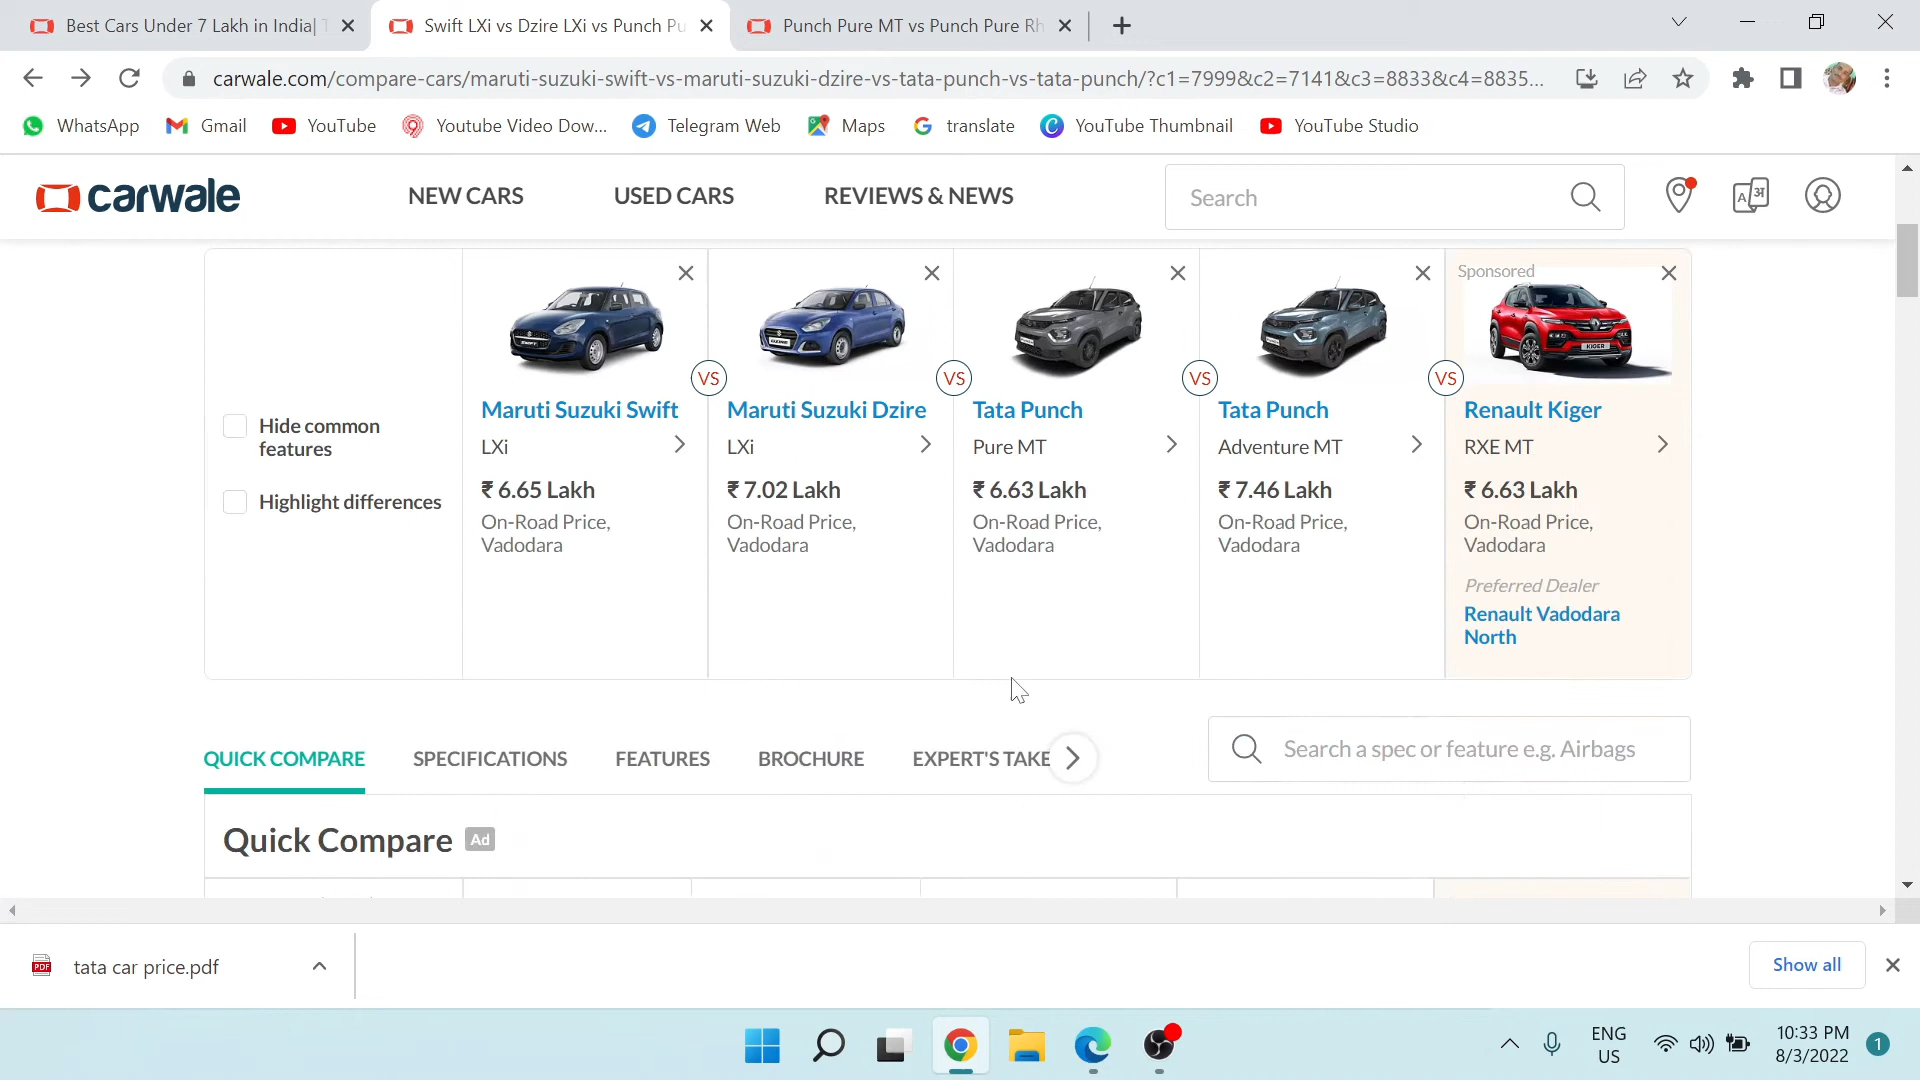 Best Cars Under 7 Lakh in India| T
Swift LXi vs Dzire LXi vs Punch Pu
Punch Pure MT vs Punch Pure Rh
carwale.com/compare-cars/maruti-suzuki-swift-vs-maruti-suzuki-dzire-vs-tata-punch-vs-tata-punch/?c1=7999&c2=7141&c3=8833&c4=8835...
WhatsApp Gmail YouTube Youtube Video Dow... Telegram Web Maps translate YouTube Thumbnail YouTube Studio
carwale NEW CARS USED CARS REVIEWS & NEWS Search
Hide common
features
Highlight differences
Maruti Suzuki Swift
LXi
₹ 6.65 Lakh
On-Road Price,
Vadodara
VS
Maruti Suzuki Dzire
LXi
₹ 7.02 Lakh
On-Road Price,
Vadodara
VS
Tata Punch
Pure MT
₹ 6.63 Lakh
On-Road Price,
Vadodara
VS
Tata Punch
Adventure MT
₹ 7.46 Lakh
On-Road Price,
Vadodara
VS
Sponsored
KIGER
Renault Kiger
RXE MT
₹ 6.63 Lakh
On-Road Price,
Vadodara
Preferred Dealer
Renault Vadodara
North
QUICK COMPARE SPECIFICATIONS FEATURES BROCHURE EXPERT'S TAKE
Search a spec or feature e.g. Airbags
Quick Compare Ad
PDF tata car price.pdf
Show all
ENG
US
10:33 PM
8/3/2022
1